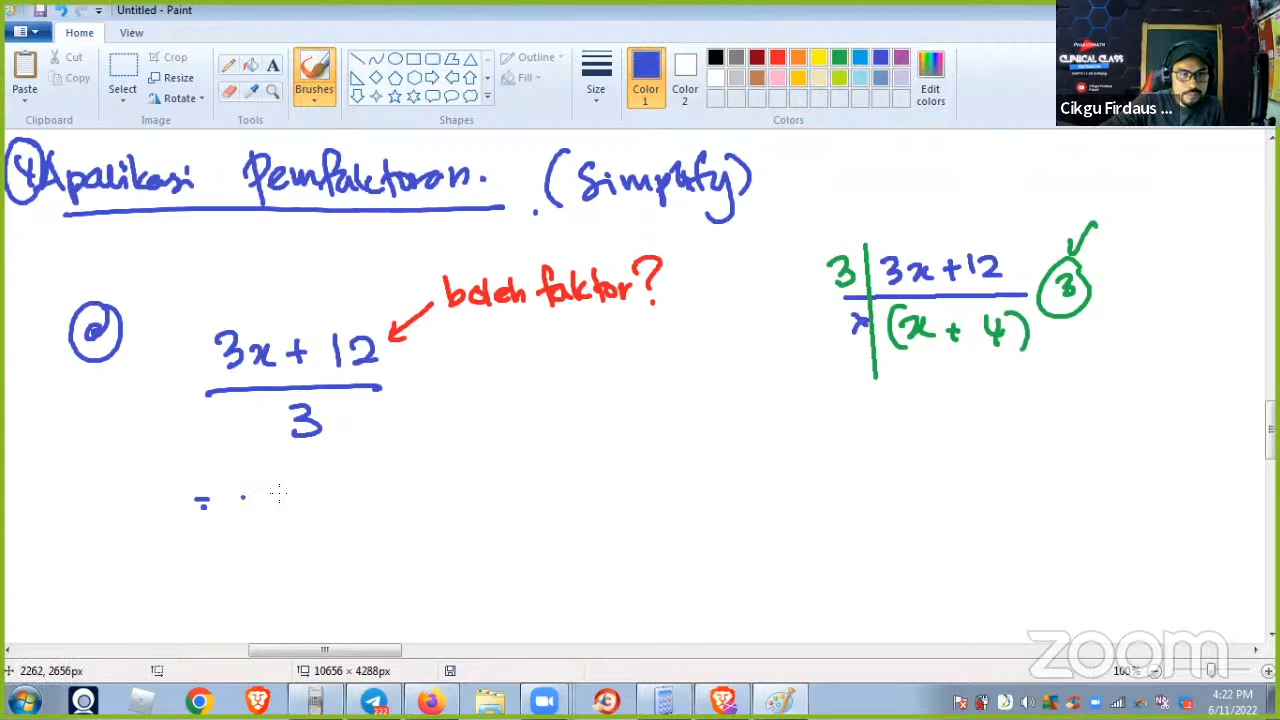 Untitled - Paint
Home View
Paste
Cut
Copy
Clipboard
Select
Crop
Resize
Rotate
Image
Tools
Brushes
Shapes
Outline
Fill
Size
Color 1
Color 2
Edit colors
Colors
CLINICAL CLASS
Cikgu Firdaus ...
4 Apalikasi Pemfaktoran. (Simplify)
boleh faktor?
a
3x + 12
3
=
3 3x + 12 3
x (x + 4)
zoom
2262, 2656px
10656 × 4288px
100%
222
4:22 PM
6/11/2022